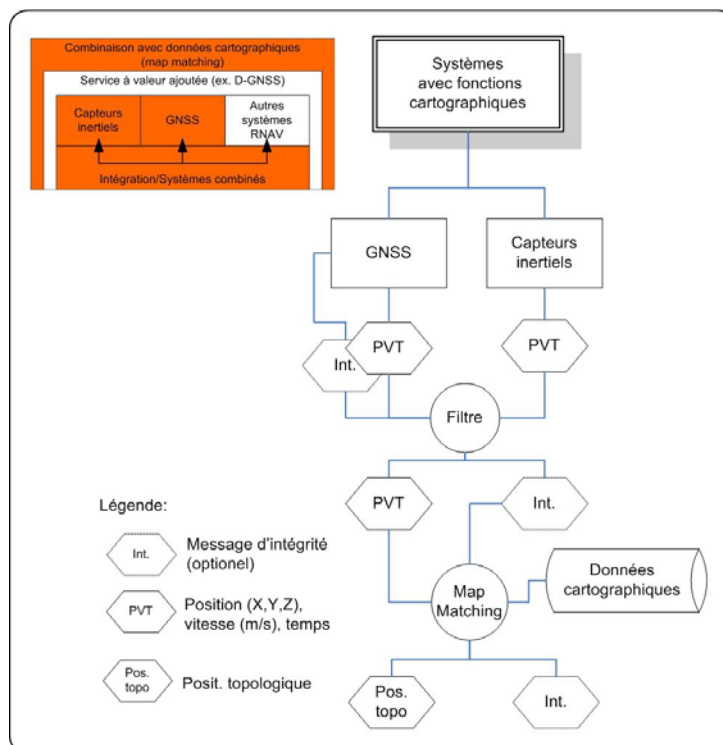 Combinaison avec données cartographiques
(map matching)
Service à valeur ajoutée (ex. D-GNSS)
Capteurs
inertiels
GNSS
Autres
systèmes
RNAV
Intégration/Systèmes combinés
Systèmes
avec fonctions
cartographiques
GNSS
Capteurs
inertiels
Int.
PVT
PVT
Filtre
PVT
Int.
Map
Matching
Données
cartographiques
Pos.
topo
Int.
Légende:
Int.
Message d'intégrité
(optionel)
PVT
Position (X,Y,Z),
vitesse (m/s), temps
Pos.
topo
Posit. topologique